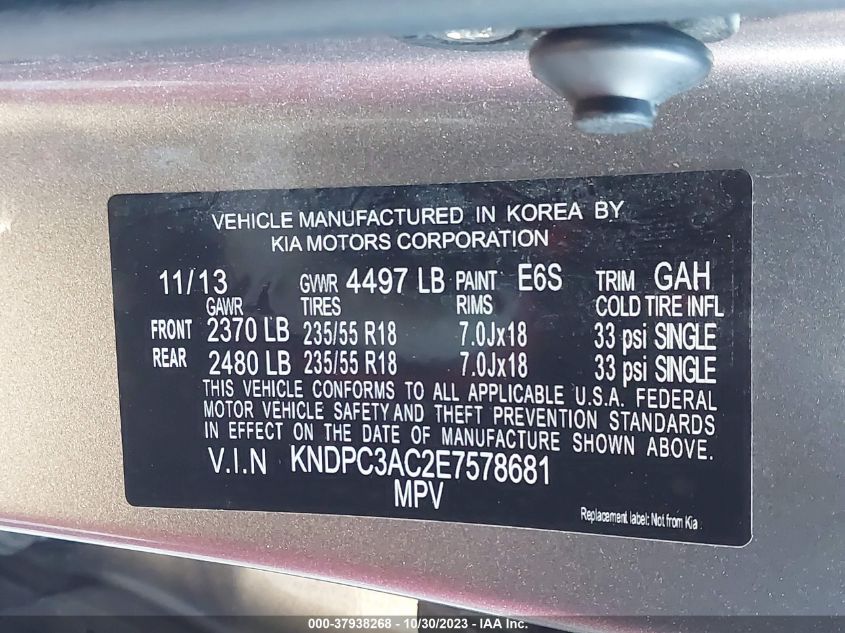 VEHICLE MANUFACTURED IN KOREA BY
KIA MOTORS CORPORATION
11/13 GVWR 4497 LB PAINT E6S TRIM GAH
GAWR TIRES RIMS COLD TIRE INFL
FRONT 2370 LB 235/55 R18 7.0Jx18 33 psi SINGLE
REAR 2480 LB 235/55 R18 7.0Jx18 33 psi SINGLE
THIS VEHICLE CONFORMS TO ALL APPLICABLE U.S.A. FEDERAL
MOTOR VEHICLE SAFETY AND THEFT PREVENTION STANDARDS
IN EFFECT ON THE DATE OF MANUFACTURE SHOWN ABOVE.
V.I.N KNDPC3AC2E7578681
MPV
Replacement label: Not from Kia.
000-37938268 - 10/30/2023 - IAA Inc.